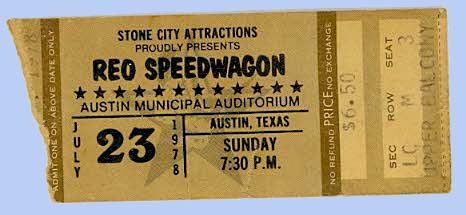 STONE CITY ATTRACTIONS
PROUDLY PRESENTS
REO SPEEDWAGON
AUSTIN MUNICIPAL AUDITORIUM
JULY
23
1978
AUSTIN, TEXAS
SUNDAY
7:30 P.M.
ADMIT ONE ON ABOVE DATE ONLY
NO REFUND PRICE NO EXCHANGE
$6.50
SEC ROW SEAT
LC M 3
UPPER BALCONY